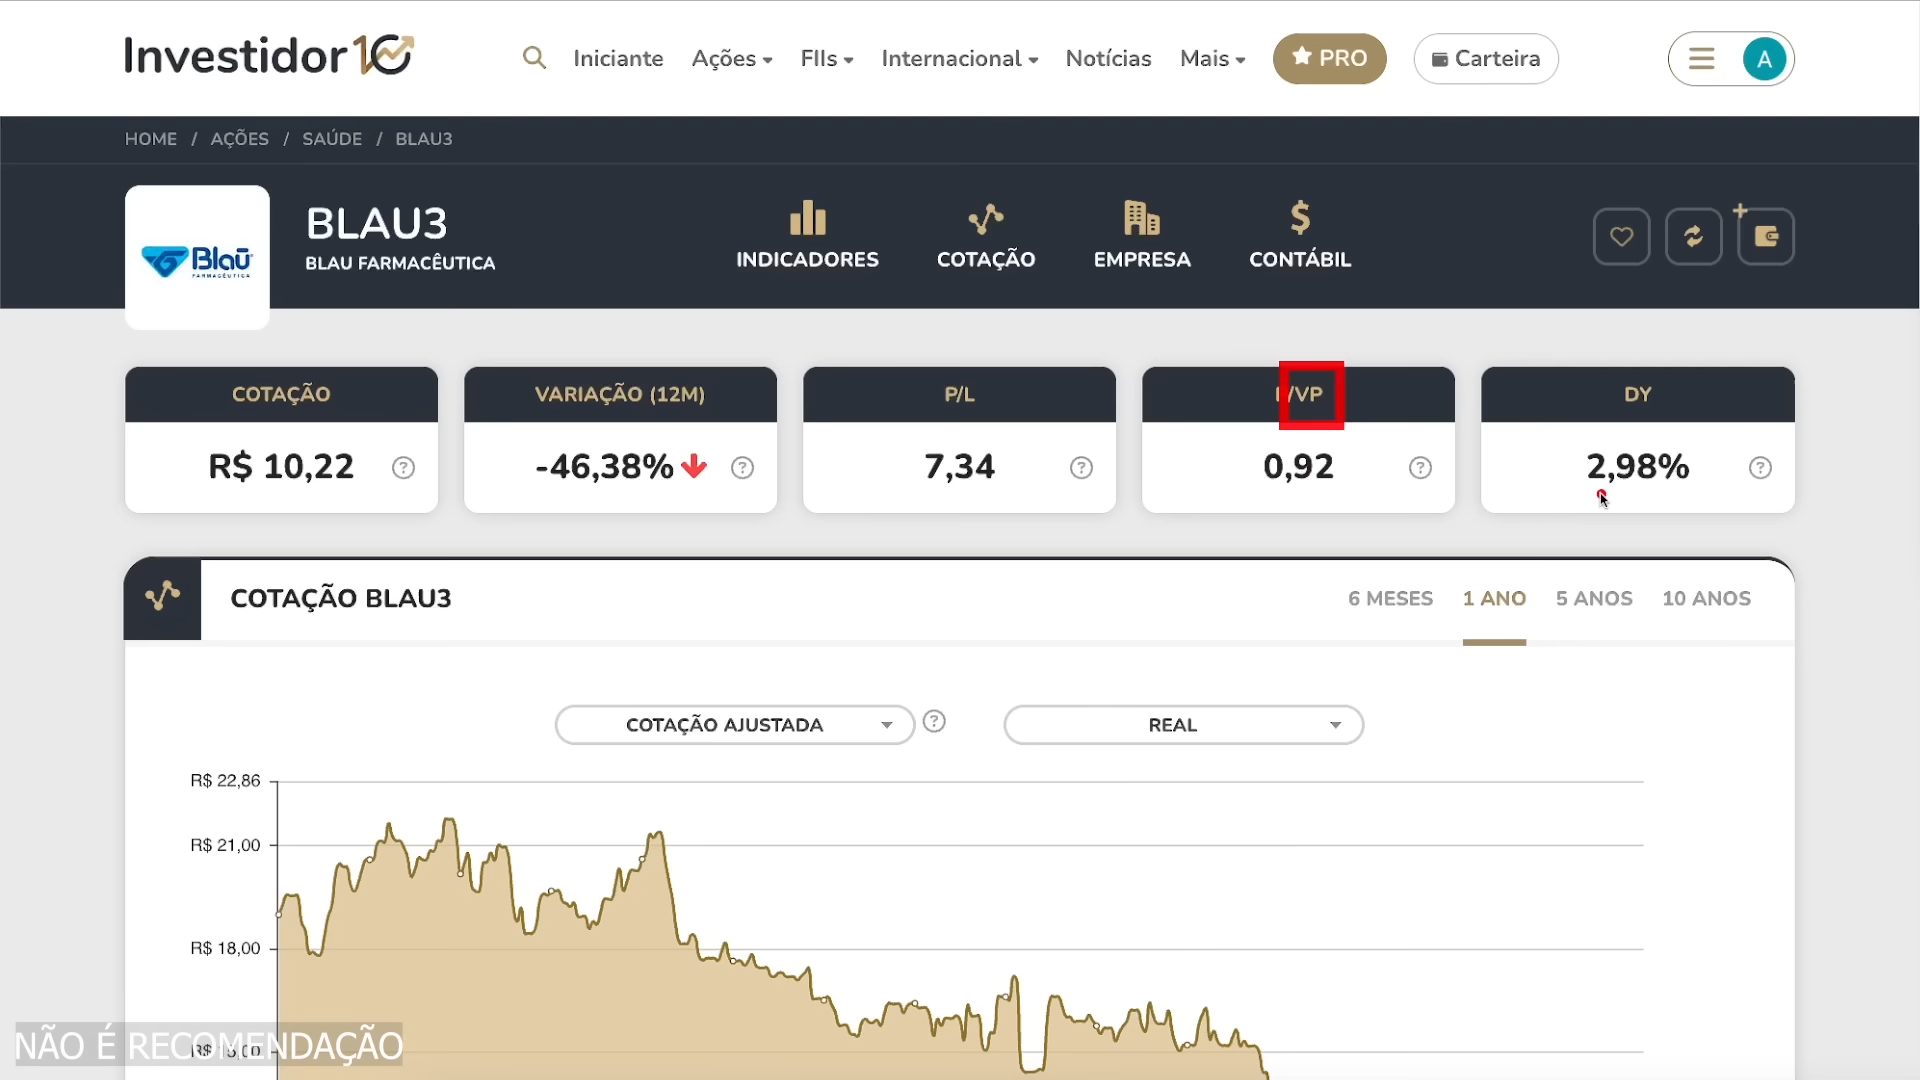 Investidor10
Iniciante
Ações
FIIs
Internacional
Notícias
Mais
PRO
Carteira
A
HOME / AÇÕES / SAÚDE / BLAU3
Blaū
FARMACÊUTICA
BLAU3
BLAU FARMACÊUTICA
INDICADORES
COTAÇÃO
EMPRESA
CONTÁBIL
COTAÇÃO
R$ 10,22
?
VARIAÇÃO (12M)
-46,38%
?
P/L
7,34
?
/VP
0,92
?
DY
2,98%
?
COTAÇÃO BLAU3
6 MESES
1 ANO
5 ANOS
10 ANOS
COTAÇÃO AJUSTADA
?
REAL
R$ 22,86
R$ 21,00
R$ 18,00
NÃO É RECOMENDAÇÃO